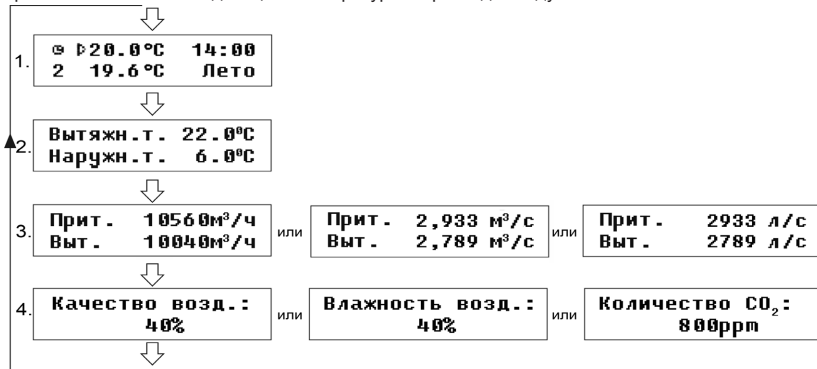 1.
⊕ ▷20.0°C 14:00
2 19.6°C Лето
2.
Вытяжн.т. 22.0⁰C
Наружн.т. 6.0⁰C
3.
Прит. 10560м³/ч
Выт. 10040м³/ч
или
Прит. 2,933 м³/с
Выт. 2,789 м³/с
или
Прит. 2933 л/с
Выт. 2789 л/с
4.
Качество возд.:
40%
или
Влажность возд.:
40%
или
Количество CO₂:
800ppm